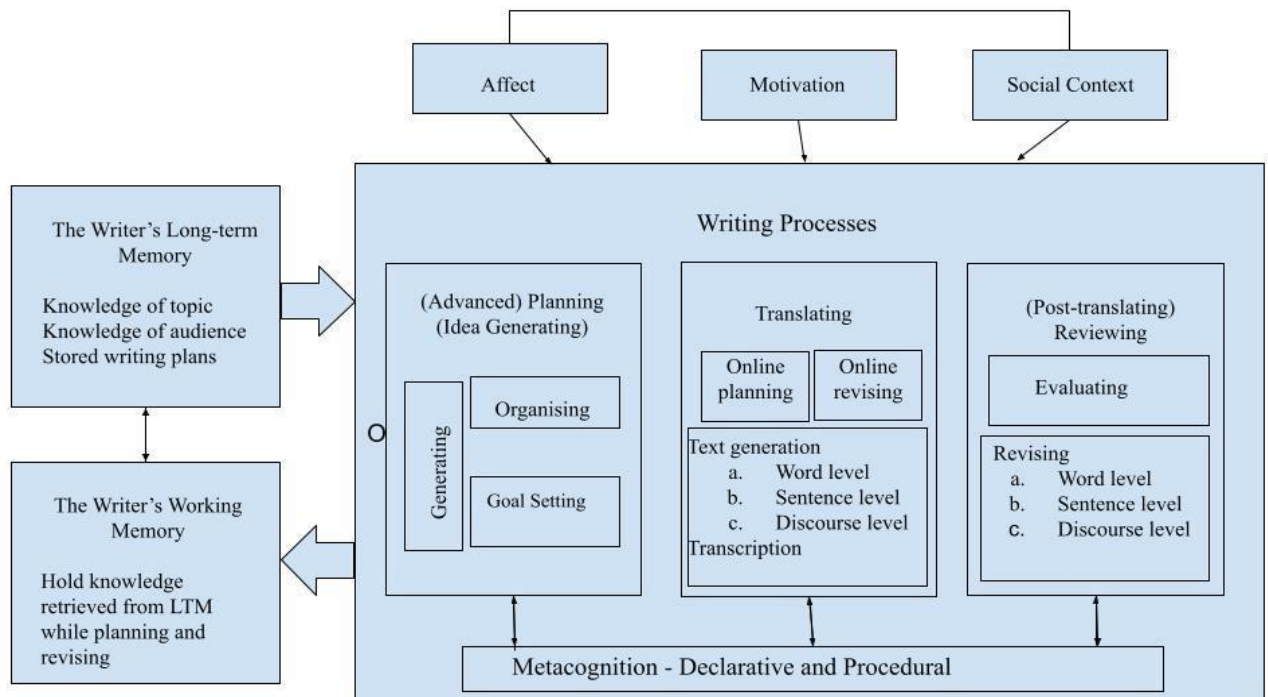 Affect
Motivation
Social Context
The Writer's Long-term
Memory
Knowledge of topic
Knowledge of audience
Stored writing plans
The Writer's Working
Memory
Hold knowledge
retrieved from LTM
while planning and
revising
Writing Processes
O
(Advanced) Planning
(Idea Generating)
Generating
Organising
Goal Setting
Translating
Online
planning
Online
revising
Text generation
a. Word level
b. Sentence level
c. Discourse level
Transcription
(Post-translating)
Reviewing
Evaluating
Revising
a. Word level
b. Sentence level
c. Discourse level
Metacognition - Declarative and Procedural